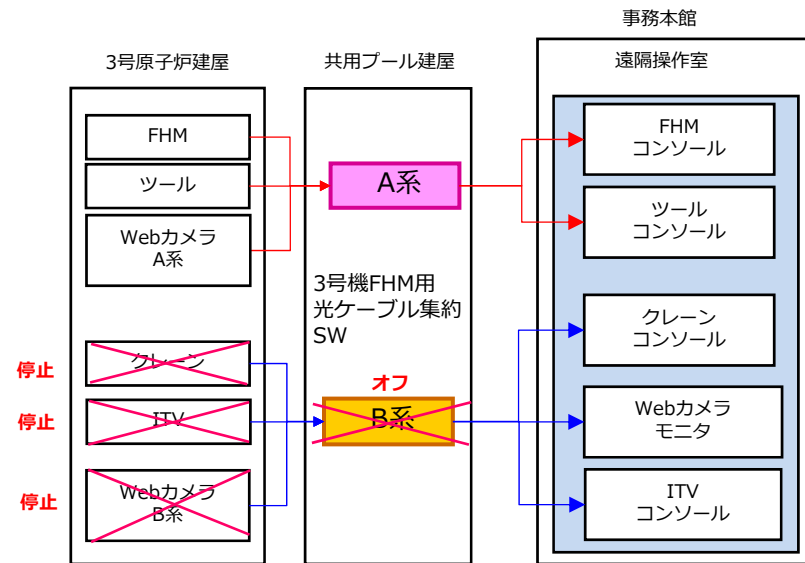 事務本館
3号原子炉建屋
共用プール建屋
遠隔操作室
FHM
ツール
Webカメラ
A系
停止
クレーン
停止
ITV
停止
Webカメラ
B系
A系
3号機FHM用
光ケーブル集約
SW
オフ
B系
FHM
コンソール
ツール
コンソール
クレーン
コンソール
Webカメラ
モニタ
ITV
コンソール